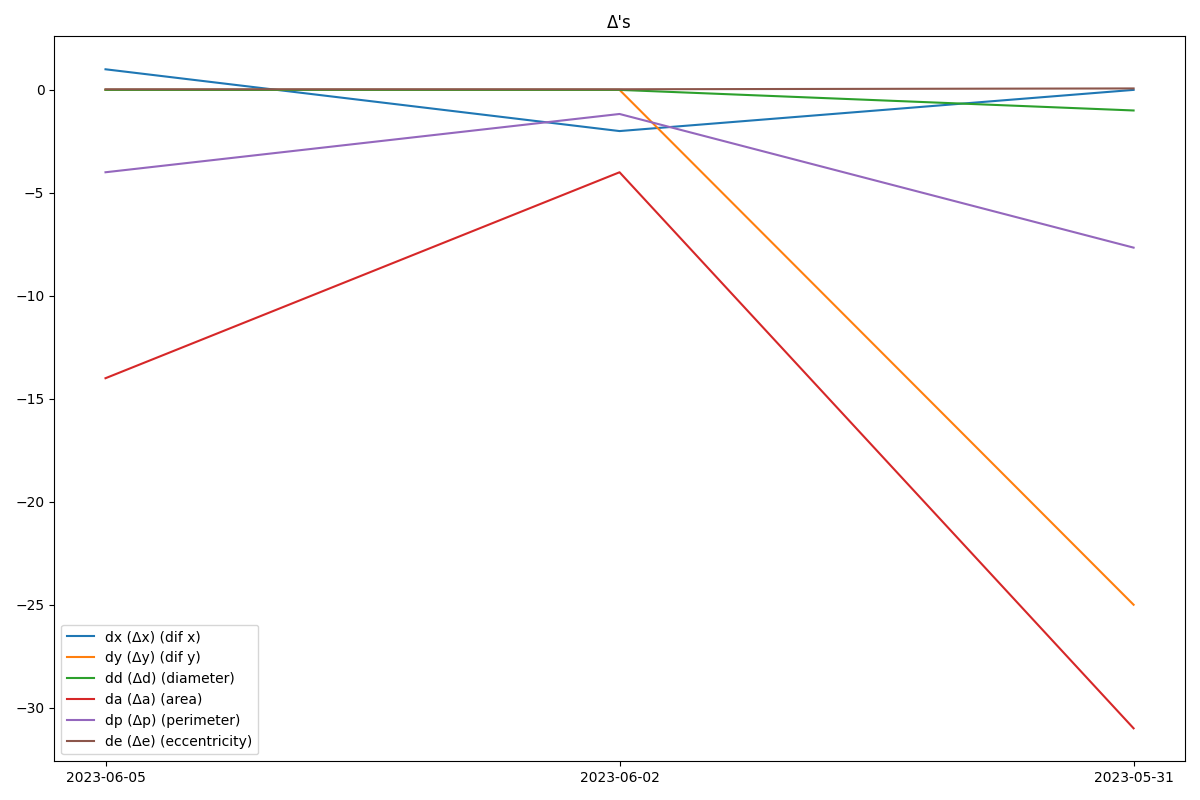 Δ's
0
−5
−10
−15
−20
−25
−30
dx (Δx) (dif x)
dy (Δy) (dif y)
dd (Δd) (diameter)
da (Δa) (area)
dp (Δp) (perimeter)
de (Δe) (eccentricity)
2023-06-05 2023-06-02 2023-05-31